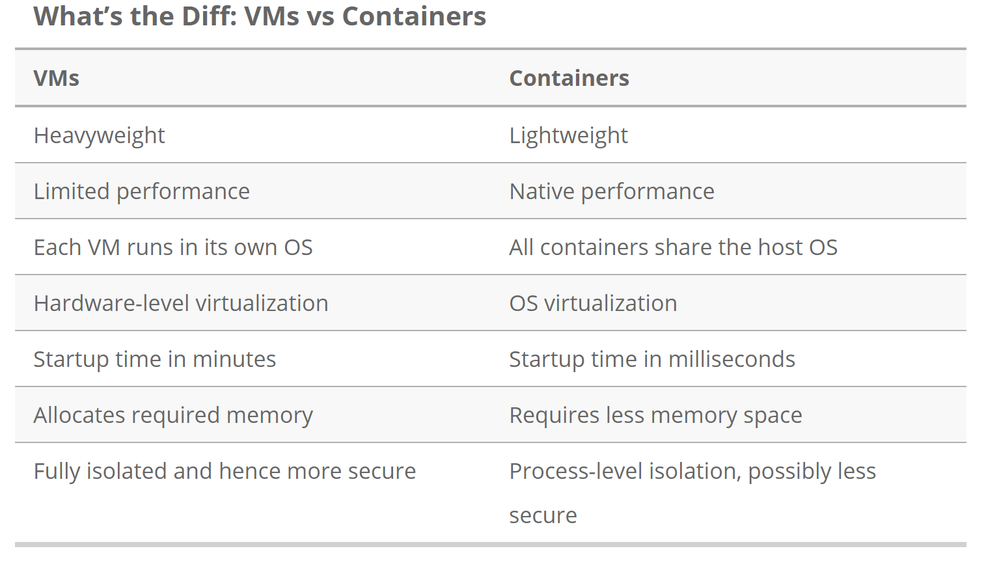 What’s the Diff: VMs vs Containers
VMs
Containers
Heavyweight
Lightweight
Limited performance
Native performance
Each VM runs in its own OS
All containers share the host OS
Hardware-level virtualization
OS virtualization
Startup time in minutes
Startup time in milliseconds
Allocates required memory
Requires less memory space
Fully isolated and hence more secure
Process-level isolation, possibly less
secure